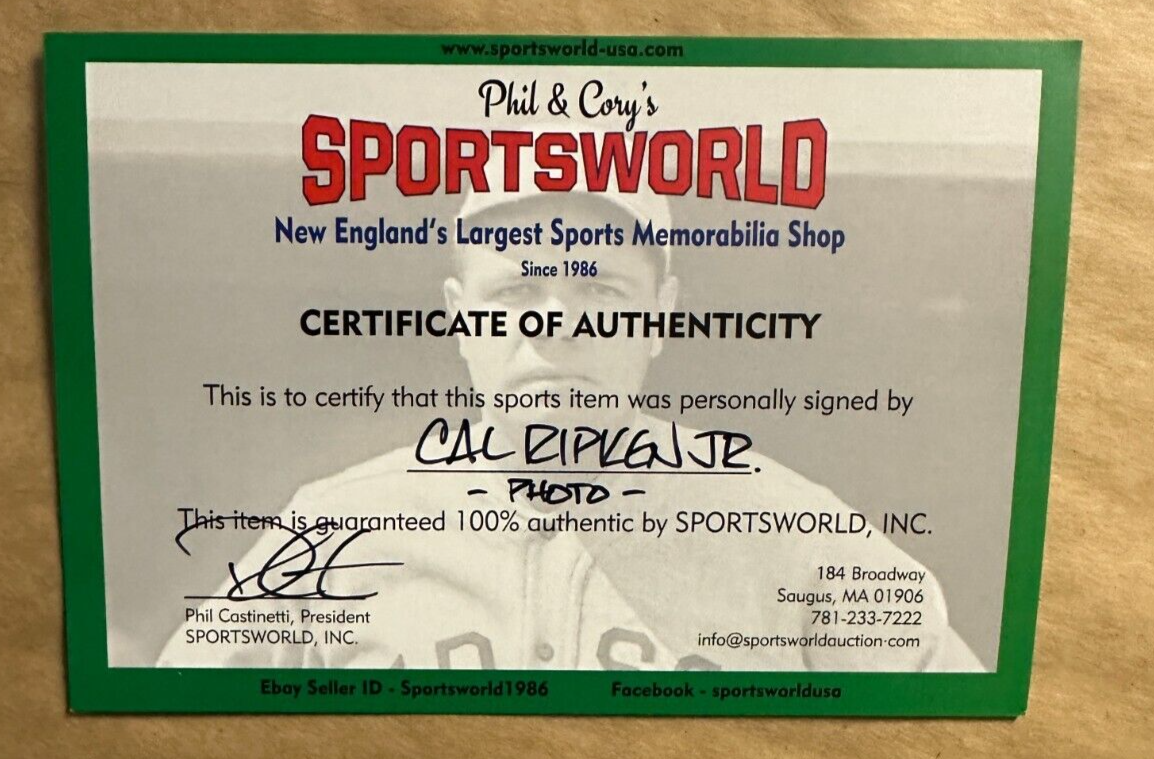 www.sportsworld-usa.com
Phil & Cory's
SPORTSWORLD
New England's Largest Sports Memorabilia Shop
Since 1986
CERTIFICATE OF AUTHENTICITY
This is to certify that this sports item was personally signed by
CAL RIPKEN JR.
- PHOTO -
This item is guaranteed 100% authentic by SPORTSWORLD, INC.
Phil Castinetti, President
SPORTSWORLD, INC.
184 Broadway
Saugus, MA 01906
781-233-7222
info@sportsworldauction.com
Ebay Seller ID - Sportsworld1986 Facebook - sportsworldusa